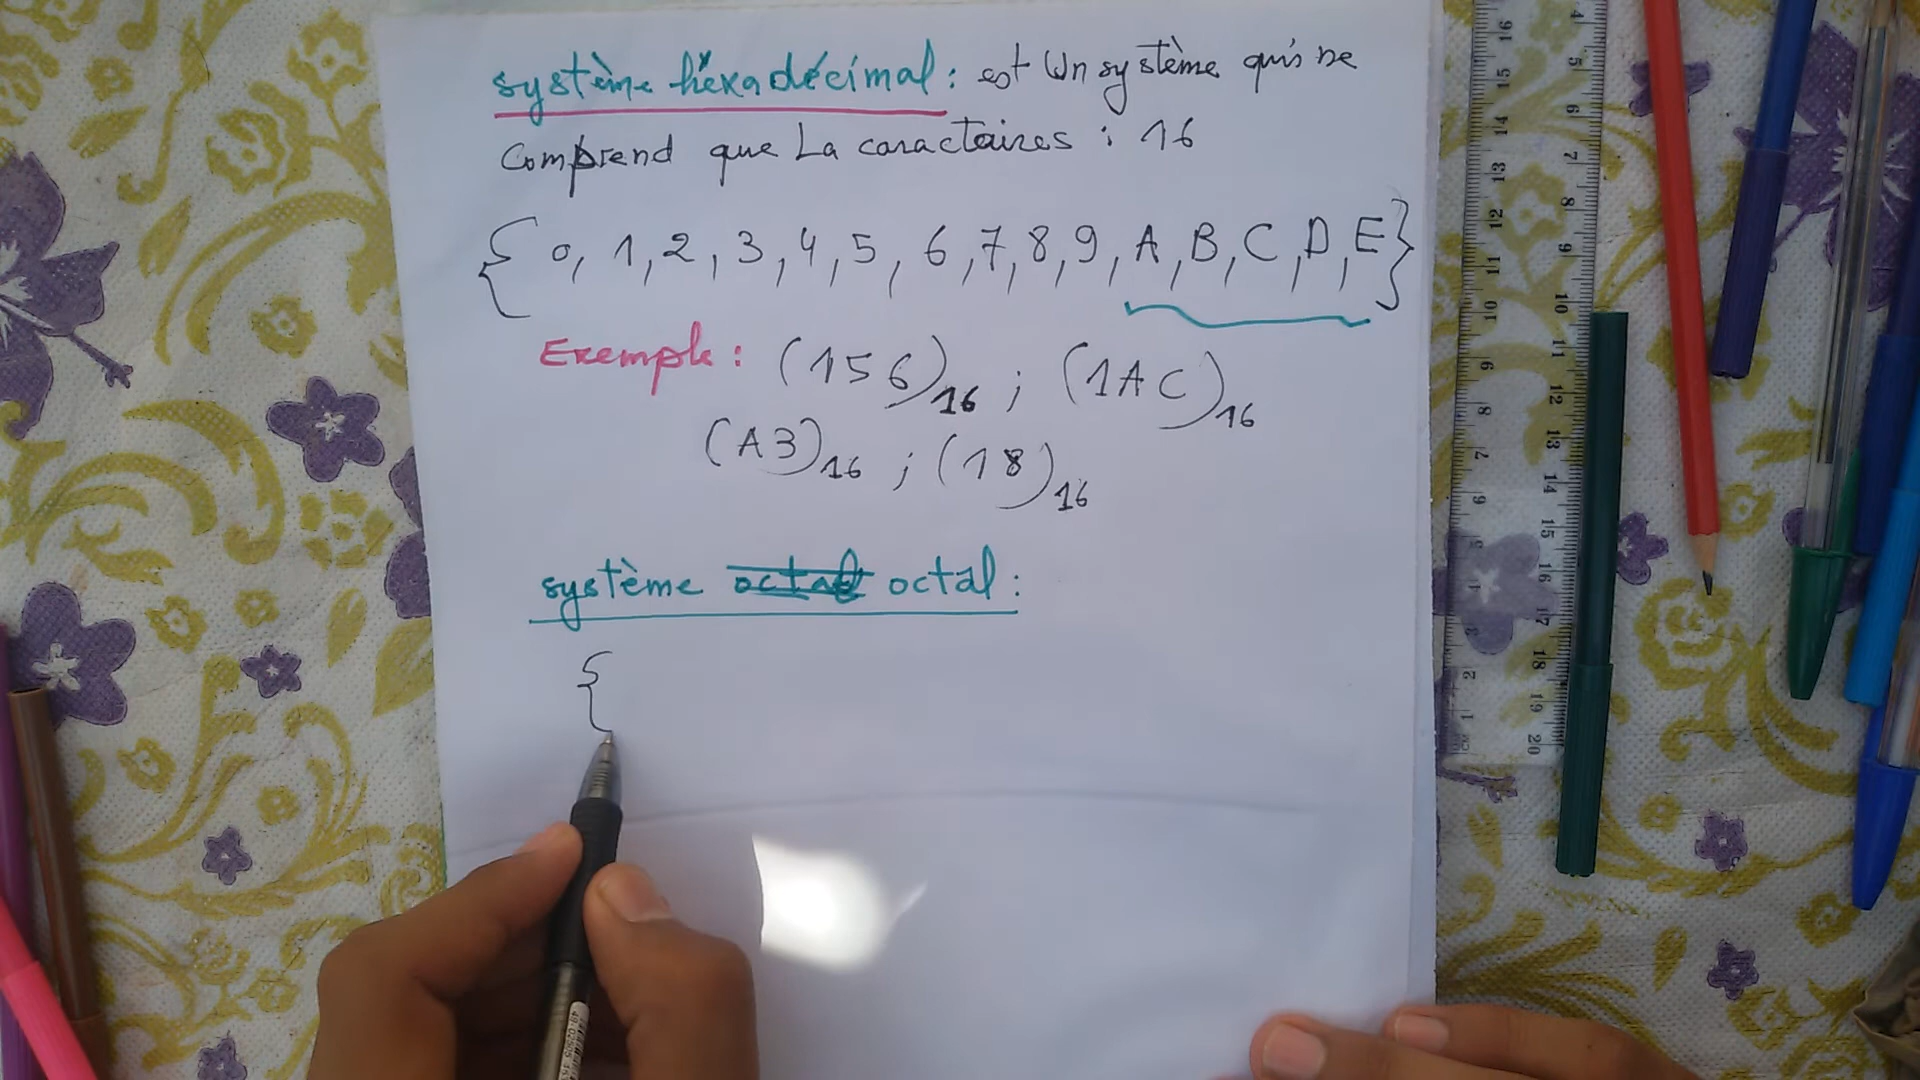 système héxadécimal : est Un système qui ne
Comprend que La caractaires : 16
{ 0, 1, 2, 3, 4, 5, 6, 7, 8, 9, A, B, C, D, E }
Exemple : (156)16 ; (1AC)16
(A3)16 ; (18)16
système octal octal :
{